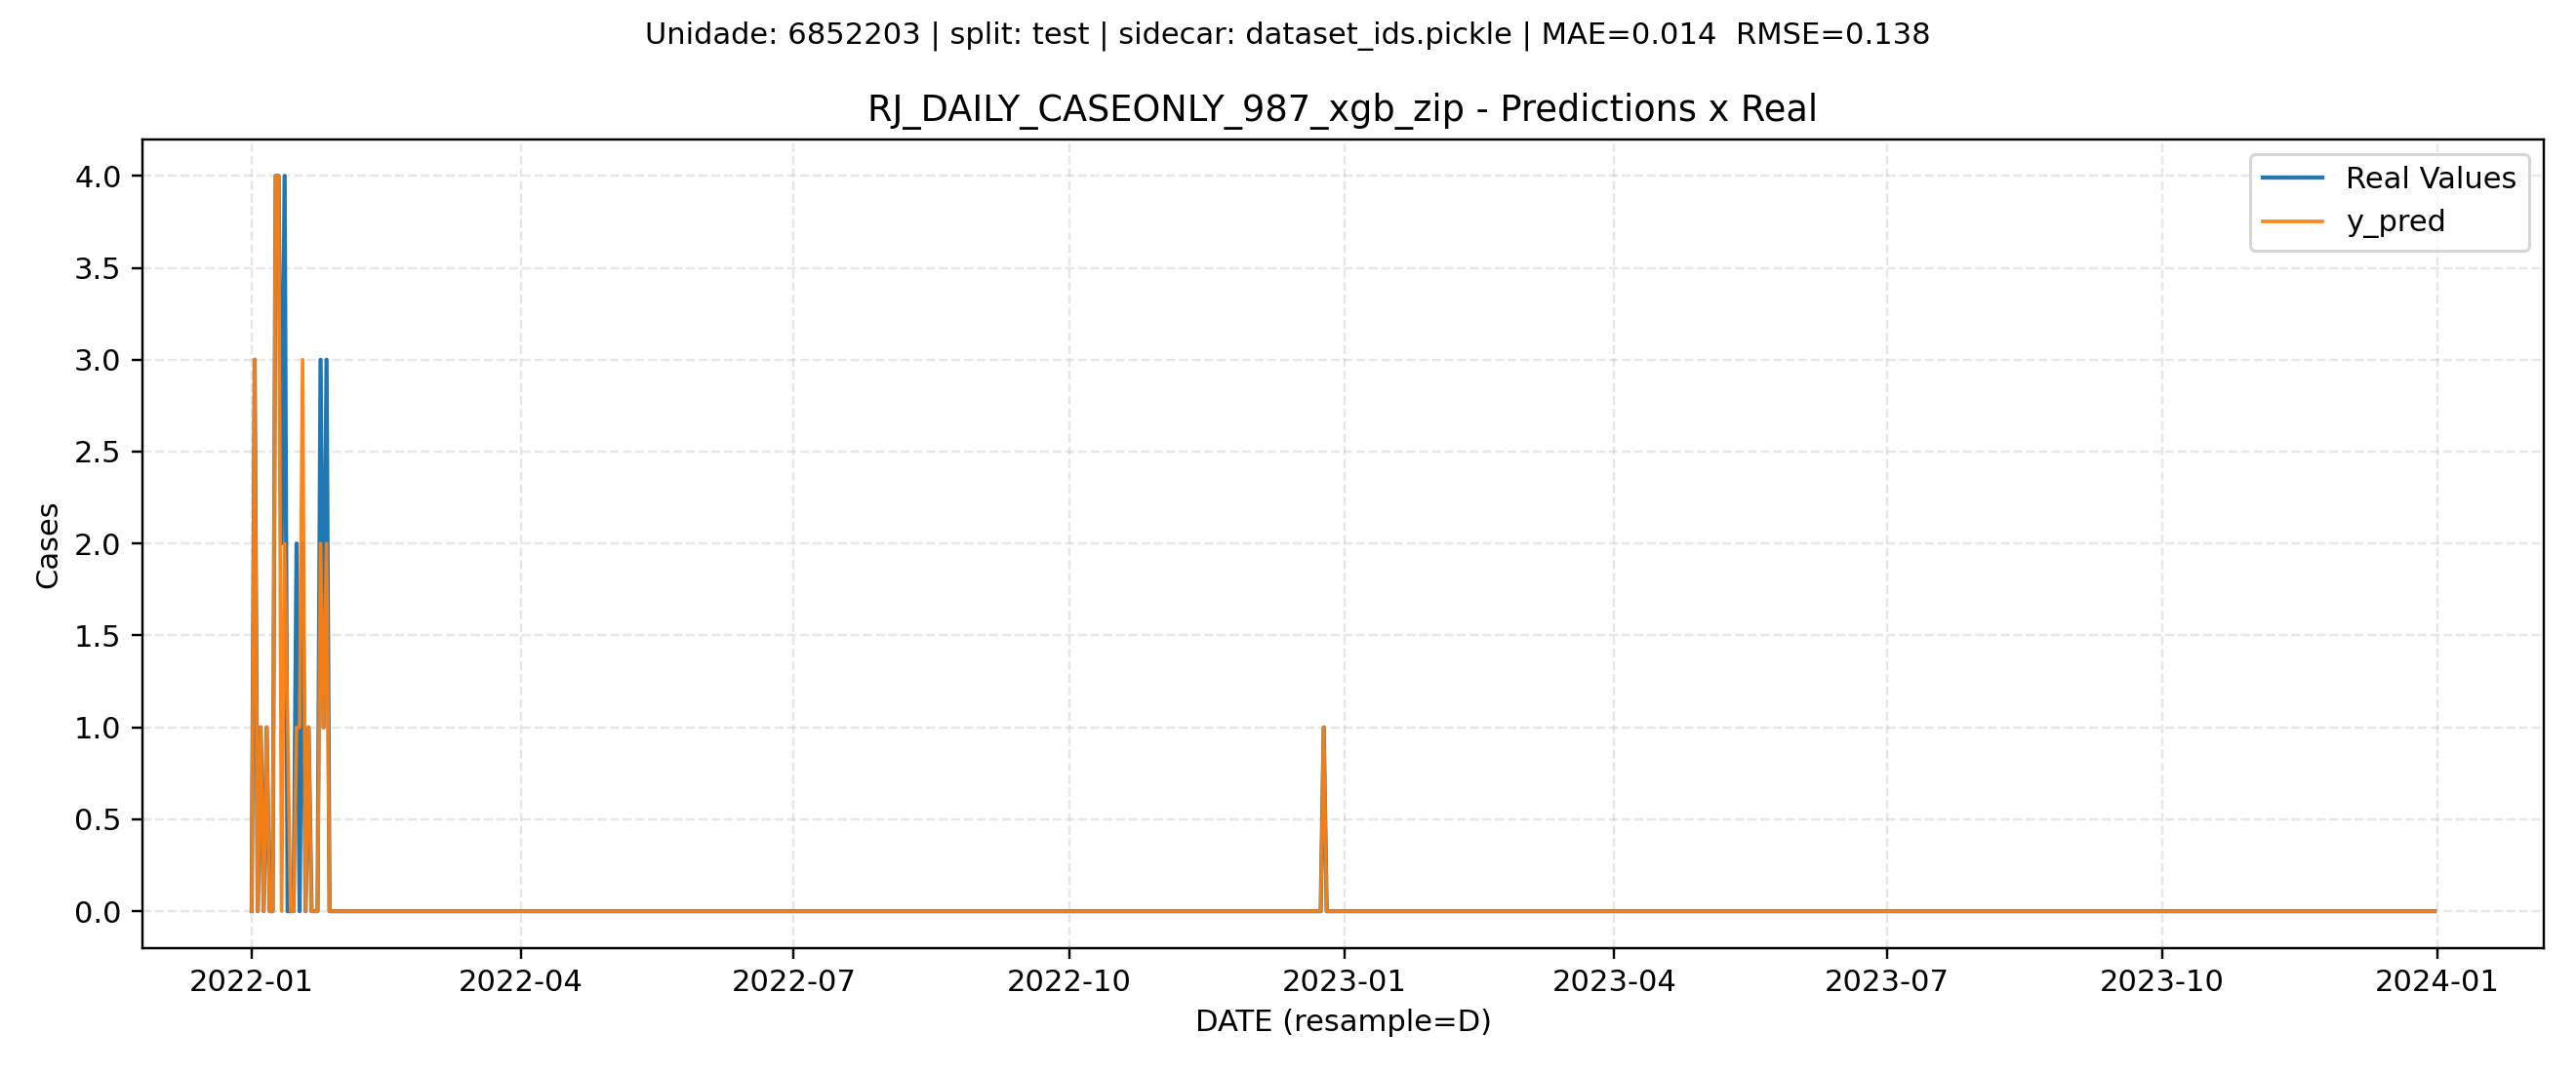 Unidade: 6852203 | split: test | sidecar: dataset_ids.pickle | MAE=0.014  RMSE=0.138
RJ_DAILY_CASEONLY_987_xgb_zip - Predictions x Real
Real Values
y_pred
4.0
3.5
3.0
2.5
2.0
1.5
1.0
0.5
0.0
Cases
2022-01 2022-04 2022-07 2022-10 2023-01 2023-04 2023-07 2023-10 2024-01
DATE (resample=D)